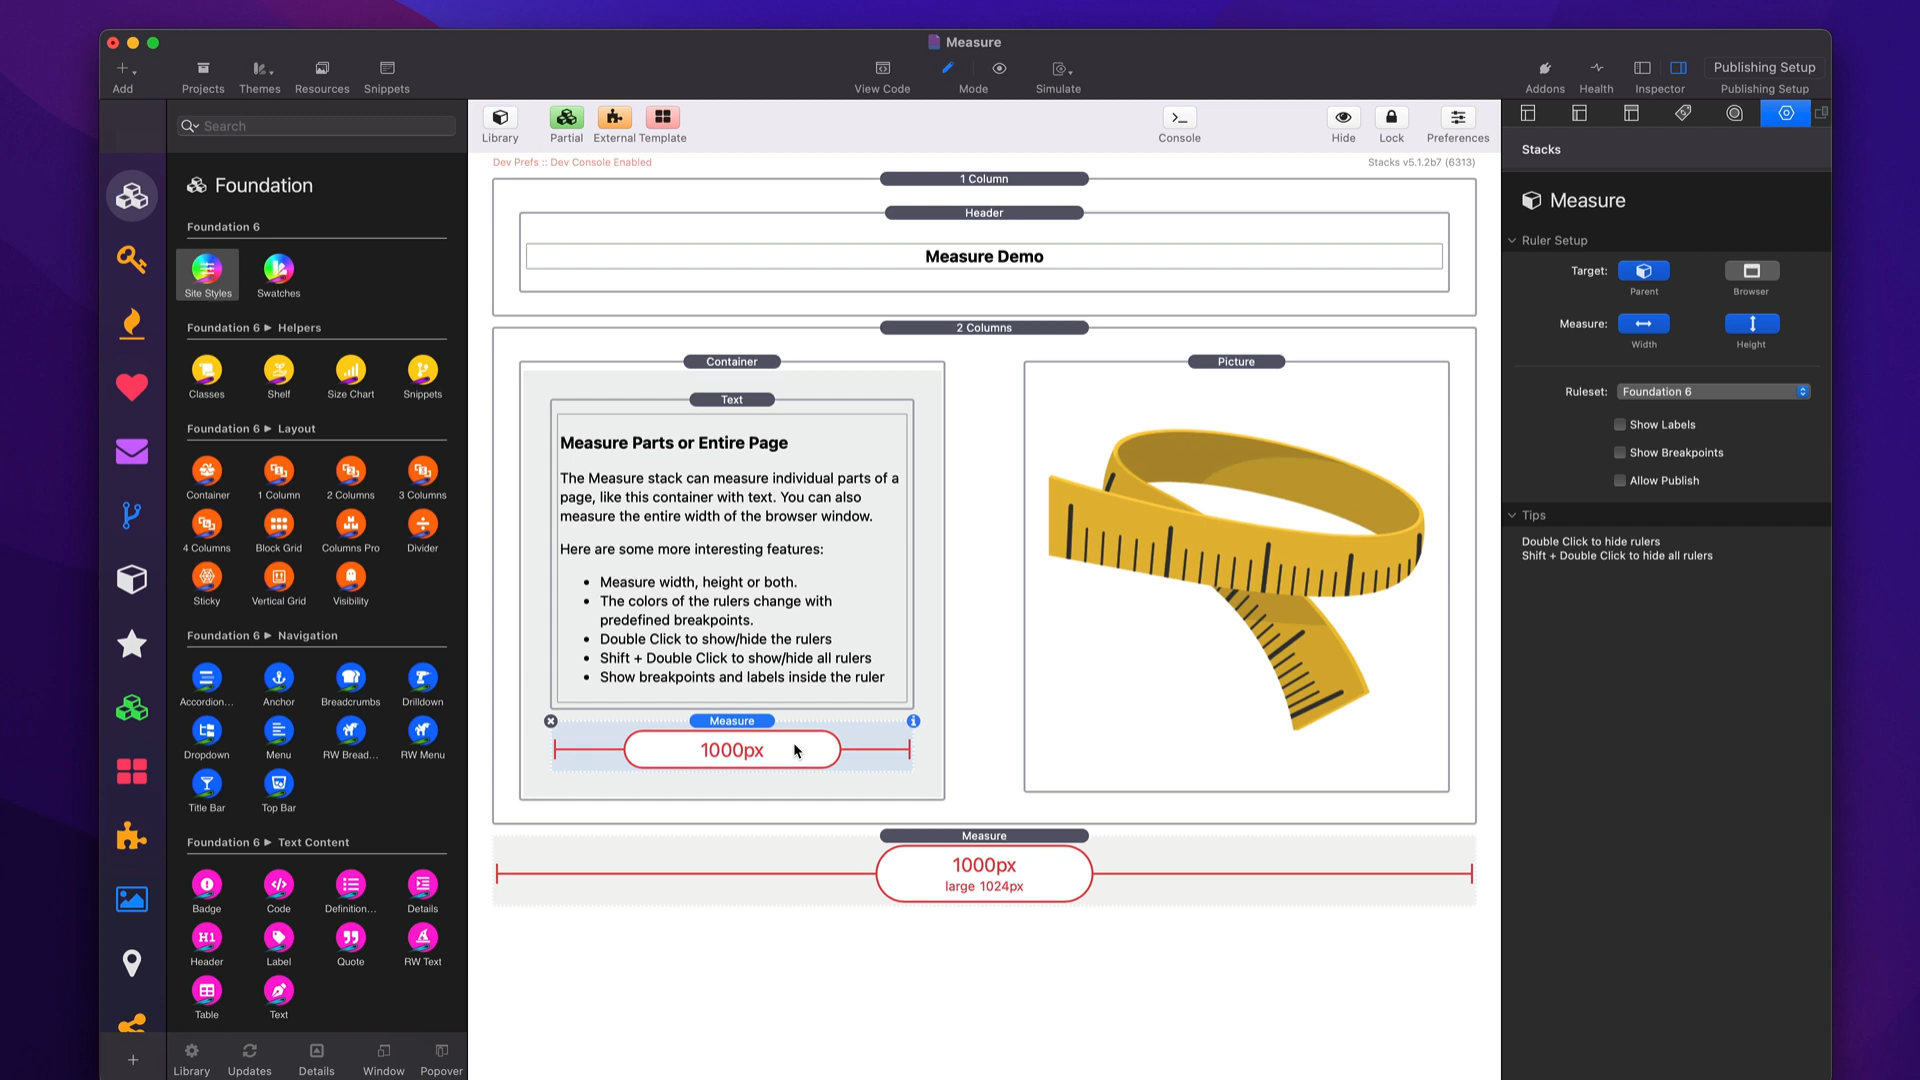 Measure
Add
Projects
Themes
Resources
Snippets
View Code
Mode
Simulate
Addons
Health
Inspector
Publishing Setup
Publishing Setup
Search
Library
Partial
External
Template
Console
Hide
Lock
Preferences
Dev Prefs :: Dev Console Enabled
Stacks v5.1.2b7 (6313)
Foundation
Foundation 6
Site Styles
Swatches
Foundation 6 ▶ Helpers
Classes
Shelf
Size Chart
Snippets
Foundation 6 ▶ Layout
Container
1 Column
2 Columns
3 Columns
4 Columns
Block Grid
Columns Pro
Divider
Sticky
Vertical Grid
Visibility
Foundation 6 ▶ Navigation
Accordion...
Anchor
Breadcrumbs
Drilldown
Dropdown
Menu
RW Bread...
RW Menu
Title Bar
Top Bar
Foundation 6 ▶ Text Content
Badge
Code
Definition...
Details
H1
Header
Label
Quote
RW Text
Table
Text
Library
Updates
Details
Window
Popover
1 Column
Header
Measure Demo
2 Columns
Container
Text
Measure Parts or Entire Page
The Measure stack can measure individual parts of a
page, like this container with text. You can also
measure the entire width of the browser window.
Here are some more interesting features:
• Measure width, height or both.
• The colors of the rulers change with
predefined breakpoints.
• Double Click to show/hide the rulers
• Shift + Double Click to show/hide all rulers
• Show breakpoints and labels inside the ruler
Measure
1000px
Picture
Measure
1000px
large 1024px
Stacks
Measure
Ruler Setup
Target:
Parent
Browser
Measure:
Width
Height
Ruleset:
Foundation 6
Show Labels
Show Breakpoints
Allow Publish
Tips
Double Click to hide rulers
Shift + Double Click to hide all rulers